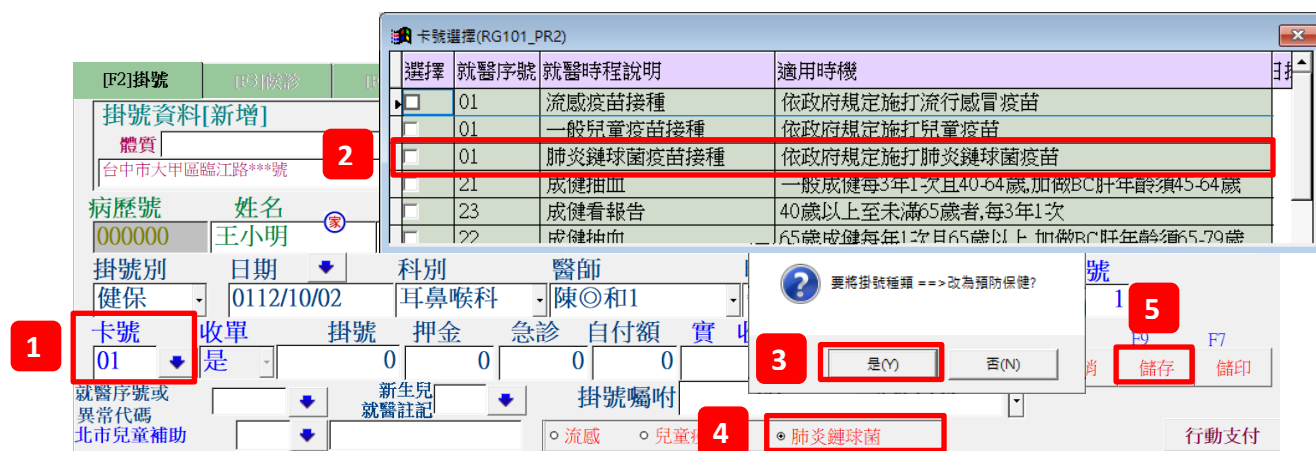 卡號選擇(RG101_PR2)
選擇 就醫序號 就醫時程說明 適用時機
01 流感疫苗接種 依政府規定施打流行感冒疫苗
01 一般兒童疫苗接種 依政府規定施打兒童疫苗
01 肺炎鏈球菌疫苗接種 依政府規定施打肺炎鏈球菌疫苗
21 成健抽血 一般成健每3年1次且40-64歲,加做BC肝年齡須45-64歲
23 成健看報告 40歲以上至未滿65歲者,每3年1次
22 成健抽血 65歲成健每年1次且65歲以上,加做BC肝年齡須65-79歲
[F2]掛號 [F3]候診
掛號資料[新增]
體質
2
台中市大甲區臨江路***號
病歷號 姓名
家
000000 王小明
掛號別 日期 科別 醫師 號
健保 0112/10/02 耳鼻喉科 陳◎和1 1
要將掛號種類 ==>改為預防保健?
3 是(Y) 否(N)
5
1
卡號 收單 掛號 押金 急診 自付額 實 F9 F7
01 是 0 0 0 0 儲存 儲印
就醫序號或
異常代碼
新生兒
就醫註記
掛號囑咐
北市兒童補助
流感 兒童 4 肺炎鏈球菌 行動支付